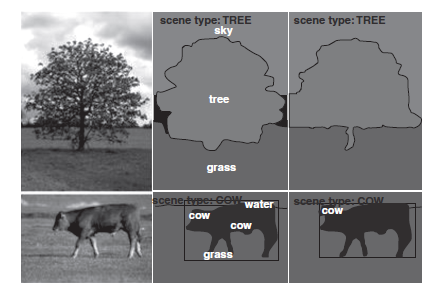 scene type: TREE
sky
tree
grass
scene type: TREE
scene type: COW
water
cow
cow
grass
scene type: COW
cow